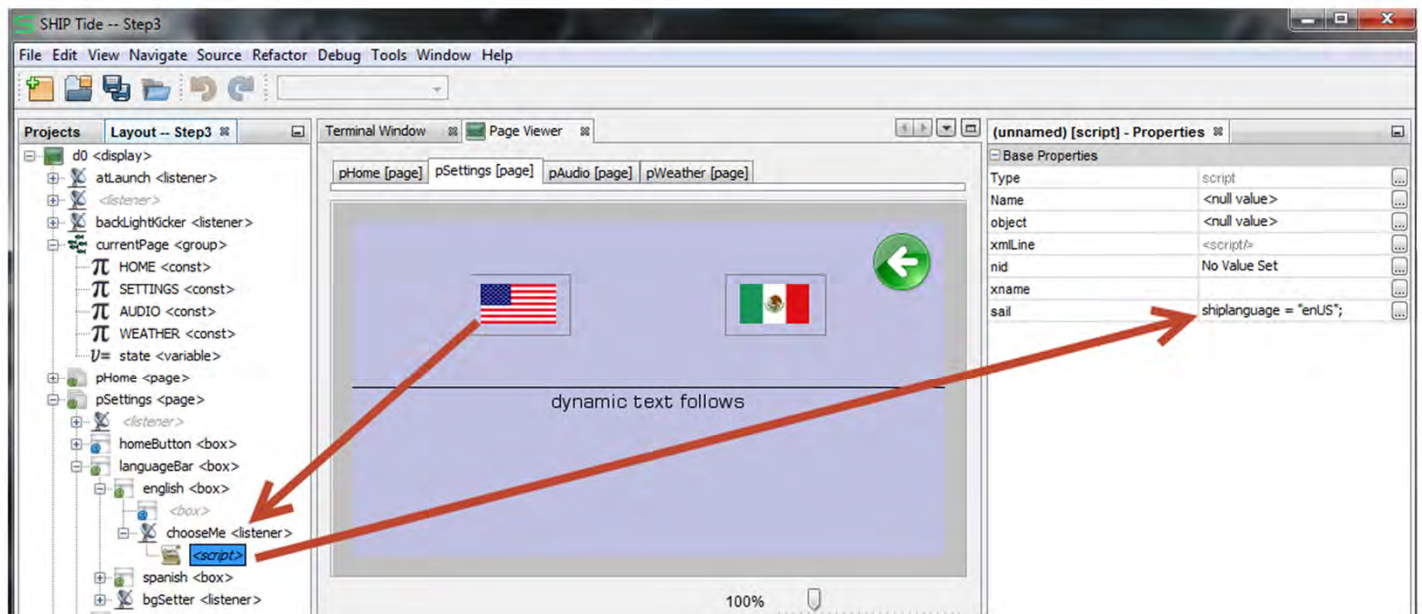 SHIP Tide -- Step3
File Edit View Navigate Source Refactor Debug Tools Window Help
Projects
Layout -- Step3
d0 <display>
atLaunch <listener>
<listener>
backLightKicker <listener>
currentPage <group>
HOME <const>
SETTINGS <const>
AUDIO <const>
WEATHER <const>
state <variable>
pHome <page>
pSettings <page>
<listener>
homeButton <box>
languageBar <box>
english <box>
<box>
chooseMe <listener>
<script>
spanish <box>
bgSetter <listener>
Terminal Window
Page Viewer
pHome [page]
pSettings [page]
pAudio [page]
pWeather [page]
dynamic text follows
100%
(unnamed) [script] - Properties
Base Properties
Type script
Name <null value>
object <null value>
xmlLine <script/>
nid No Value Set
xname
sail shiplanguage = "enUS";